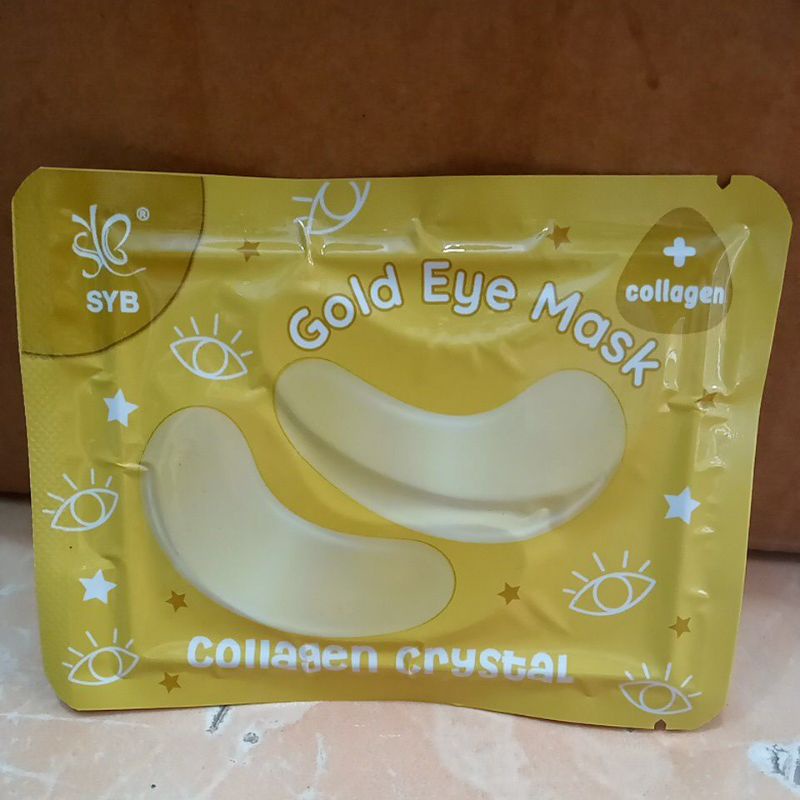 ®
SYB
Gold Eye Mask
+
collagen
Collagen Crystal